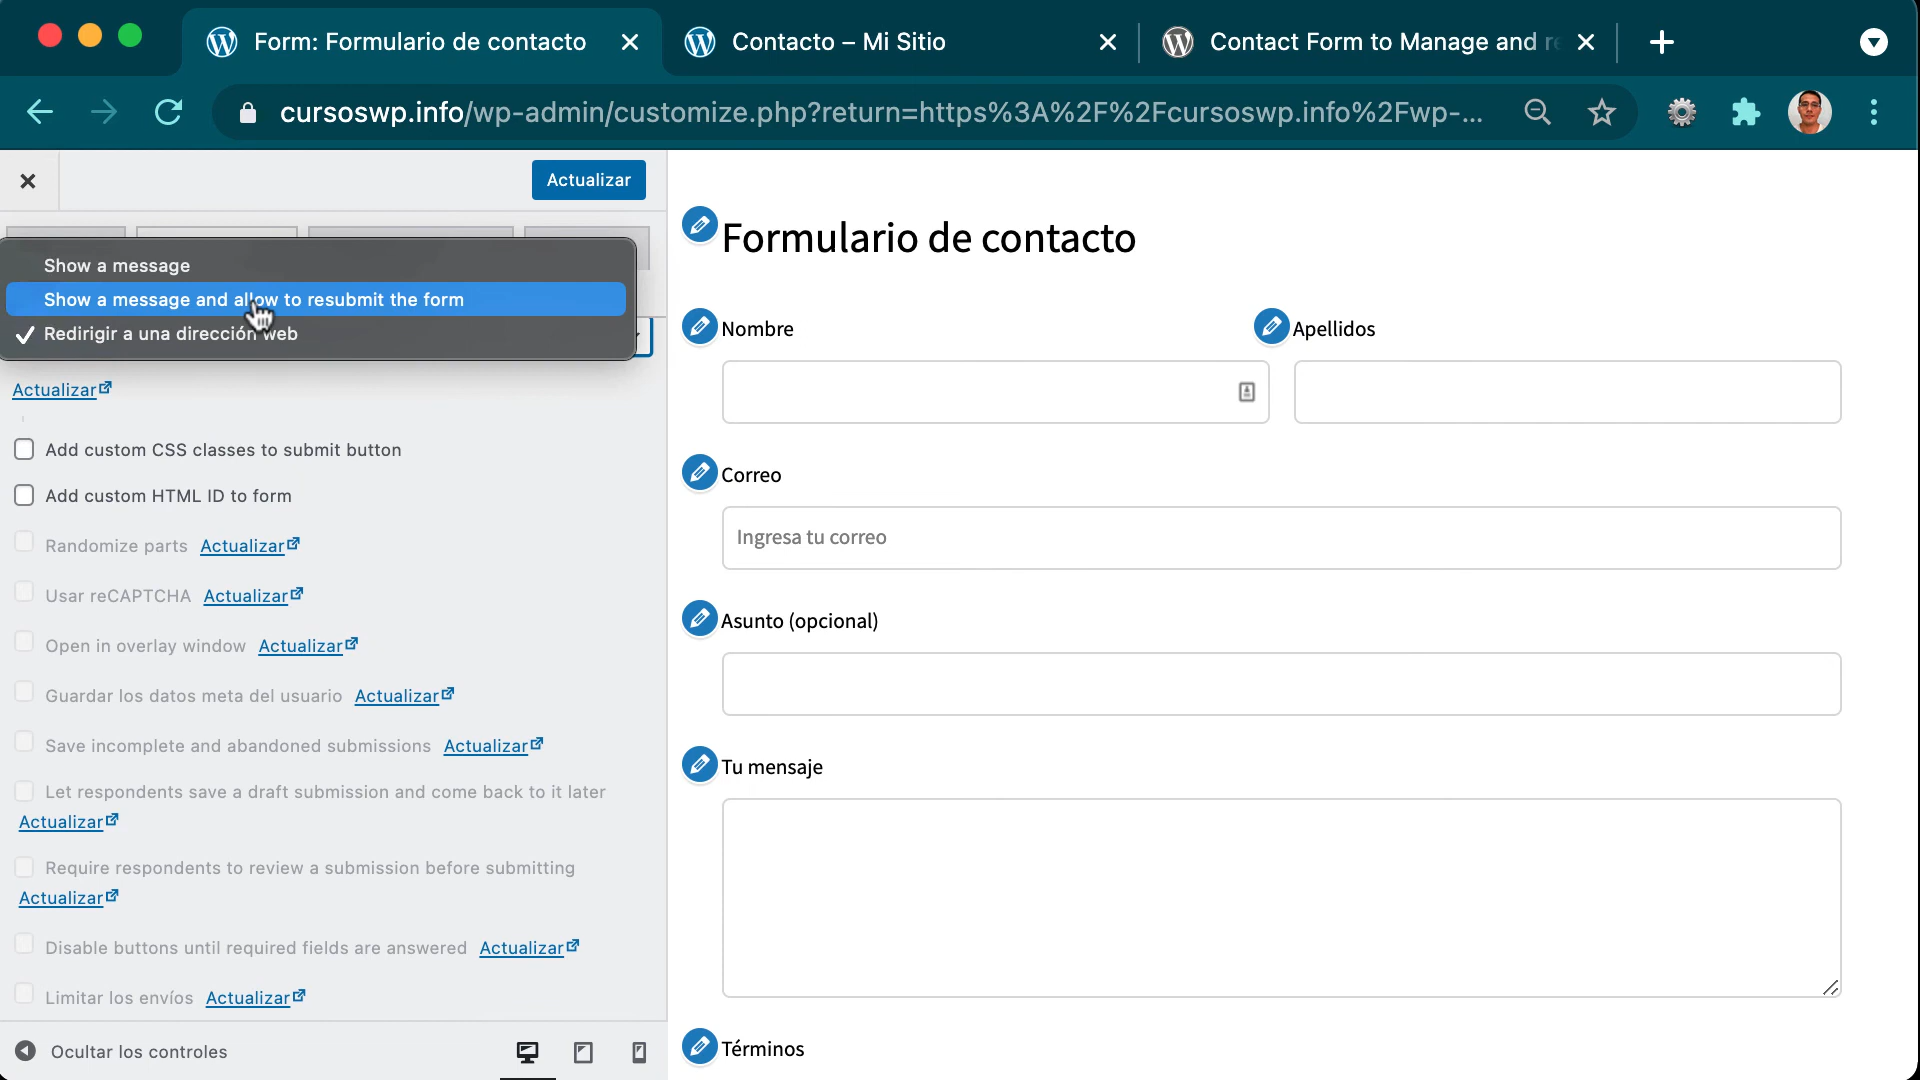 Form: Formulario de contacto
Contacto – Mi Sitio
Contact Form to Manage and re
cursoswp.info/wp-admin/customize.php?return=https%3A%2F%2Fcursoswp.info%2Fwp-...
Actualizar
Show a message
Show a message and allow to resubmit the form
Redirigir a una dirección web
Actualizar
Add custom CSS classes to submit button
Add custom HTML ID to form
Randomize parts Actualizar
Usar reCAPTCHA Actualizar
Open in overlay window Actualizar
Guardar los datos meta del usuario Actualizar
Save incomplete and abandoned submissions Actualizar
Let respondents save a draft submission and come back to it later
Actualizar
Require respondents to review a submission before submitting
Actualizar
Disable buttons until required fields are answered Actualizar
Limitar los envíos Actualizar
Ocultar los controles
Formulario de contacto
Nombre
Apellidos
Correo
Ingresa tu correo
Asunto (opcional)
Tu mensaje
Términos